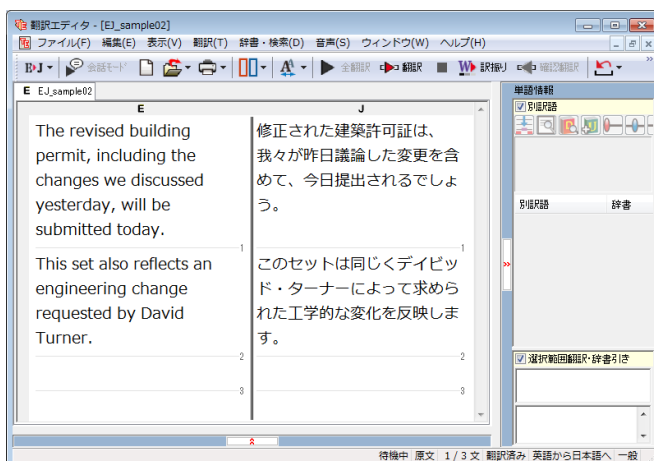 翻訳エディタ - [EJ_sample02]
ファイル(F) 編集(E) 表示(V) 翻訳(T) 辞書・検索(D) 音声(S) ウィンドウ(W) ヘルプ(H)
会話モード 全翻訳 翻訳 訳振り 確認翻訳
E EJ_sample02
E J
The revised building
permit, including the
changes we discussed
yesterday, will be
submitted today.
修正された建築許可証は、
我々が昨日議論した変更を含
めて、今日提出されるでしょ
う。
1 1
This set also reflects an
engineering change
requested by David
Turner.
このセットは同じくデイビッ
ド・ターナーによって求めら
れた工学的な変化を反映しま
す。
2 2
3 3
単語情報
別訳語
別訳語 辞書
選択範囲翻訳・辞書引き
待機中 原文 1 / 3 文 翻訳済み 英語から日本語へ 一般